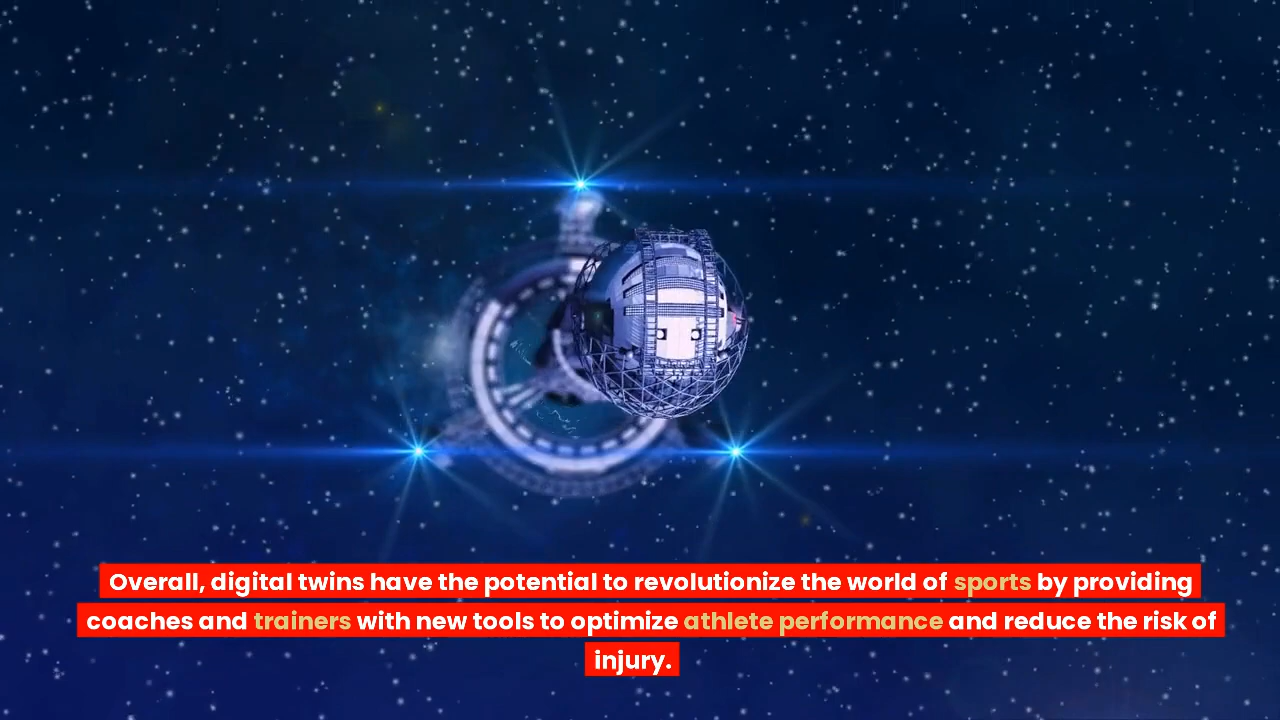 Overall, digital twins have the potential to revolutionize the world of sports by providing
coaches and trainers with new tools to optimize athlete performance and reduce the risk of
injury.